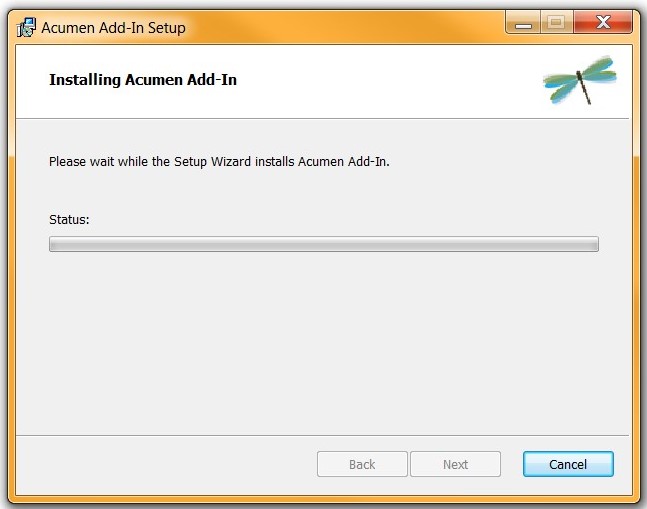 Acumen Add-In Setup
Installing Acumen Add-In
Please wait while the Setup Wizard installs Acumen Add-In.
Status:
Back Next Cancel